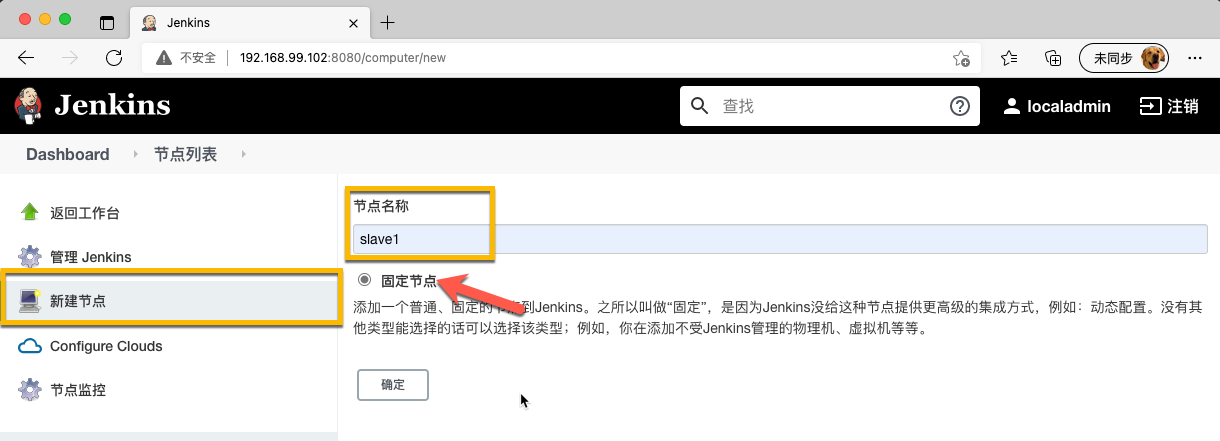 Jenkins
不安全 192.168.99.102:8080/computer/new 未同步
Jenkins 查找 localadmin 注销
Dashboard 节点列表
返回工作台
管理 Jenkins
新建节点
Configure Clouds
节点监控
节点名称
slave1
固定节点
添加一个普通、固定的节点到Jenkins。之所以叫做“固定”，是因为Jenkins没给这种节点提供更高级的集成方式，例如：动态配置。没有其
他类型能选择的话可以选择该类型；例如，你在添加不受Jenkins管理的物理机、虚拟机等等。
确定